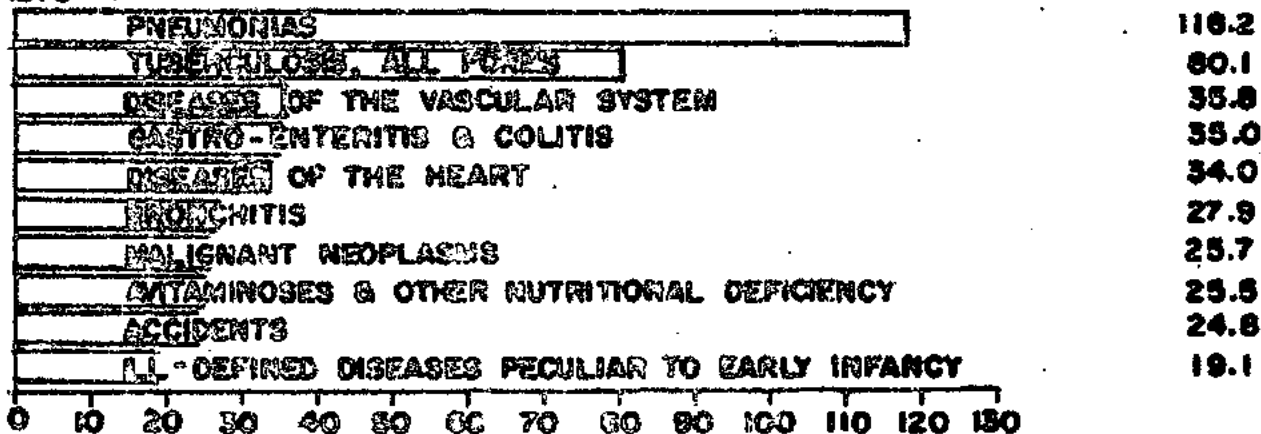 PNEUMONIAS 118.2
TUBERCULOSIS, ALL FORMS 80.1
DISEASES OF THE VASCULAR SYSTEM 35.8
GASTRO-ENTERITIS & COLITIS 35.0
DISEASES OF THE HEART 34.0
BRONCHITIS 27.9
MALIGNANT NEOPLASMS 25.7
AVITAMINOSES & OTHER NUTRITIONAL DEFICIENCY 25.5
ACCIDENTS 24.8
ILL-DEFINED DISEASES PECULIAR TO EARLY INFANCY 19.1
0 10 20 30 40 50 60 70 80 90 100 110 120 130